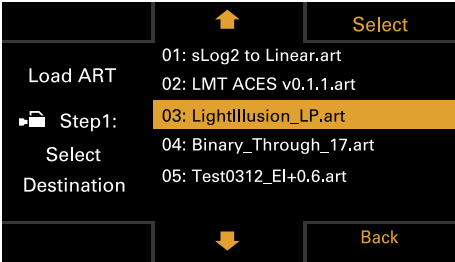 Select
Load ART
Step1:
Select
Destination
01: sLog2 to Linear.art
02: LMT ACES v0.1.1.art
03: LightIllusion_LP.art
04: Binary_Through_17.art
05: Test0312_EI+0.6.art
Back